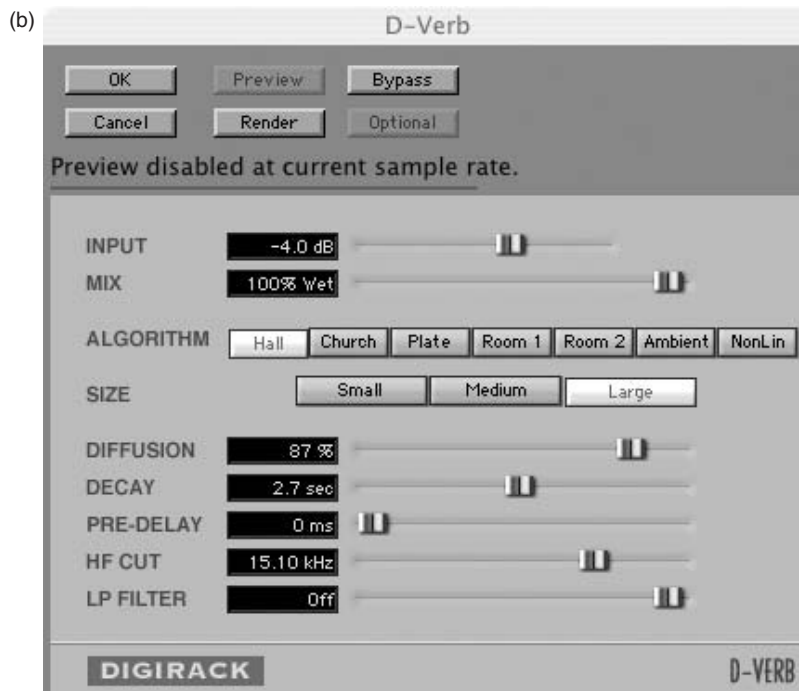 (b)
D-Verb
OK Preview Bypass
Cancel Render Optional
Preview disabled at current sample rate.
INPUT -4.0 dB
MIX 100% Wet
ALGORITHM Hall Church Plate Room 1 Room 2 Ambient NonLin
SIZE Small Medium Large
DIFFUSION 87 %
DECAY 2.7 sec
PRE-DELAY 0 ms
HF CUT 15.10 kHz
LP FILTER Off
DIGIRACK D-VERB